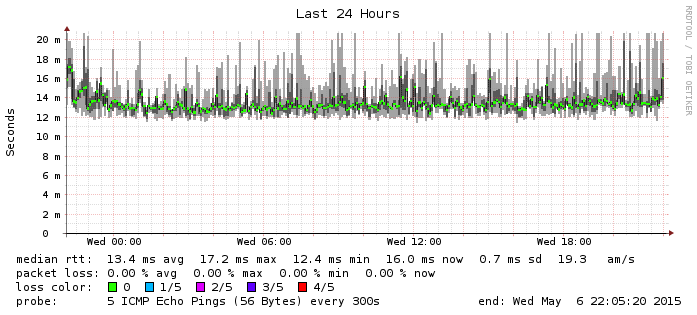 Last 24 Hours
RRDTOOL / TOBI OETIKER
Seconds
20 m
18 m
16 m
14 m
12 m
10 m
8 m
6 m
4 m
2 m
0
Wed 00:00 Wed 06:00 Wed 12:00 Wed 18:00
median rtt: 13.4 ms avg 17.2 ms max 12.4 ms min 16.0 ms now 0.7 ms sd 19.3 am/s
packet loss: 0.00 % avg 0.00 % max 0.00 % min 0.00 % now
loss color: 0 1/5 2/5 3/5 4/5
probe: 5 ICMP Echo Pings (56 Bytes) every 300s end: Wed May 6 22:05:20 2015